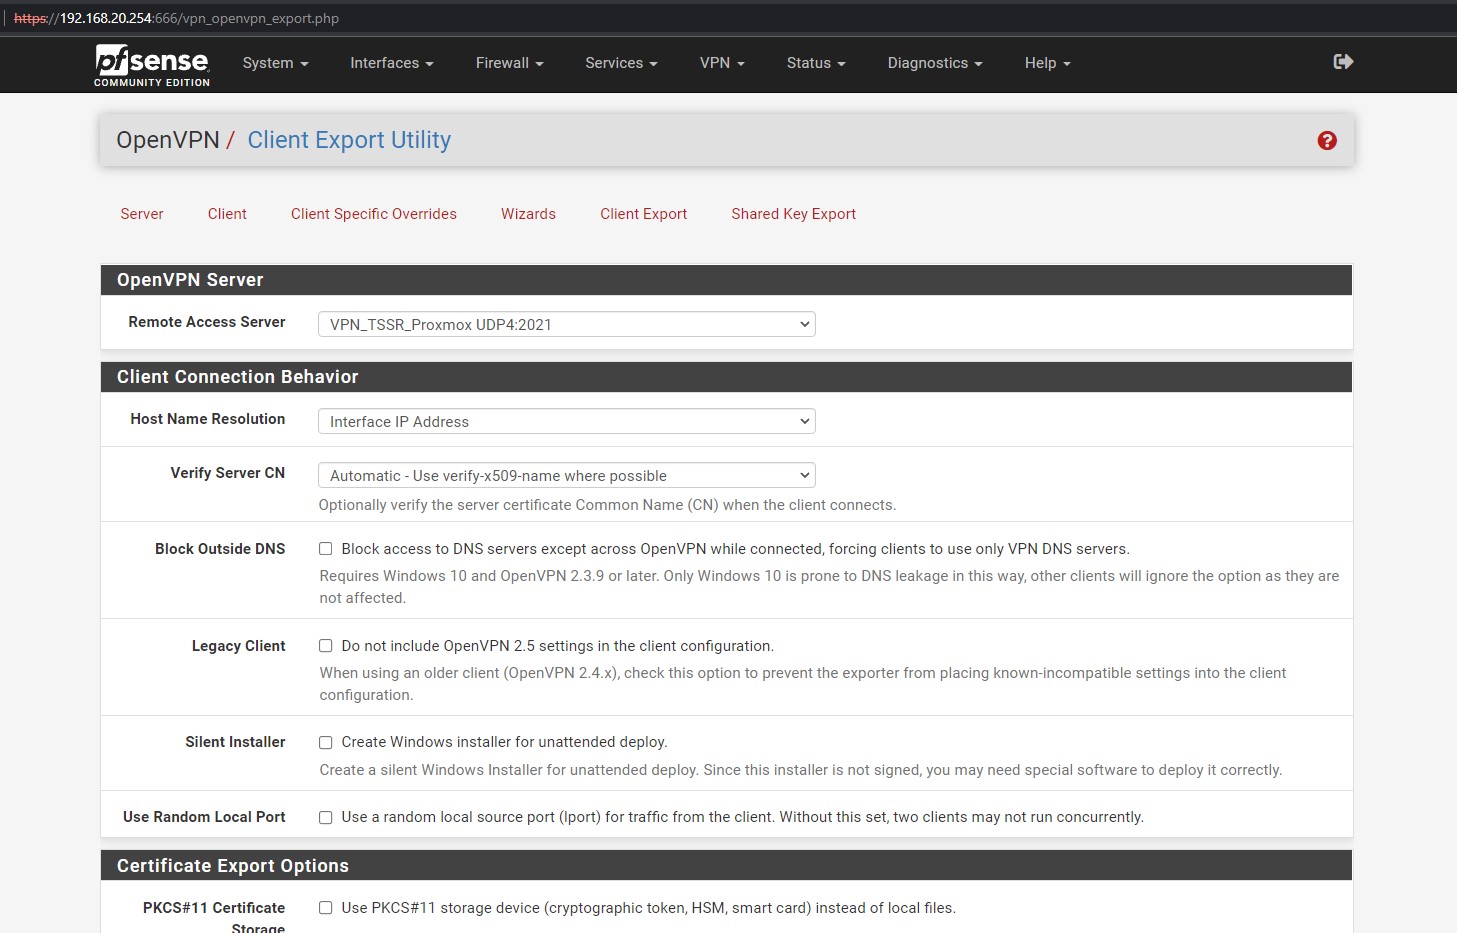 https://192.168.20.254:666/vpn_openvpn_export.php
pfsense
COMMUNITY EDITION
System
Interfaces
Firewall
Services
VPN
Status
Diagnostics
Help
OpenVPN / Client Export Utility
?
Server
Client
Client Specific Overrides
Wizards
Client Export
Shared Key Export
OpenVPN Server
Remote Access Server
VPN_TSSR_Proxmox UDP4:2021
Client Connection Behavior
Host Name Resolution
Interface IP Address
Verify Server CN
Automatic - Use verify-x509-name where possible
Optionally verify the server certificate Common Name (CN) when the client connects.
Block Outside DNS
Block access to DNS servers except across OpenVPN while connected, forcing clients to use only VPN DNS servers.
Requires Windows 10 and OpenVPN 2.3.9 or later. Only Windows 10 is prone to DNS leakage in this way, other clients will ignore the option as they are
not affected.
Legacy Client
Do not include OpenVPN 2.5 settings in the client configuration.
When using an older client (OpenVPN 2.4.x), check this option to prevent the exporter from placing known-incompatible settings into the client
configuration.
Silent Installer
Create Windows installer for unattended deploy.
Create a silent Windows Installer for unattended deploy. Since this installer is not signed, you may need special software to deploy it correctly.
Use Random Local Port
Use a random local source port (lport) for traffic from the client. Without this set, two clients may not run concurrently.
Certificate Export Options
PKCS#11 Certificate
Storage
Use PKCS#11 storage device (cryptographic token, HSM, smart card) instead of local files.